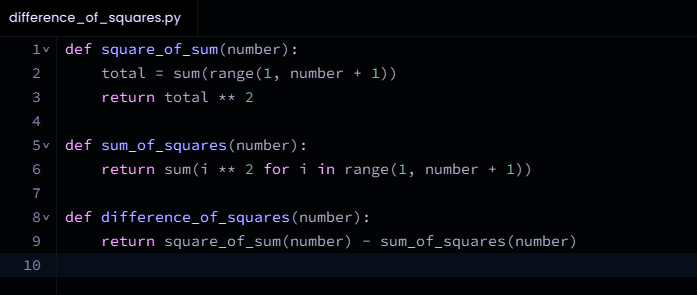 difference_of_squares.py
1 def square_of_sum(number):
2     total = sum(range(1, number + 1))
3     return total ** 2
4
5 def sum_of_squares(number):
6     return sum(i ** 2 for i in range(1, number + 1))
7
8 def difference_of_squares(number):
9     return square_of_sum(number) - sum_of_squares(number)
10